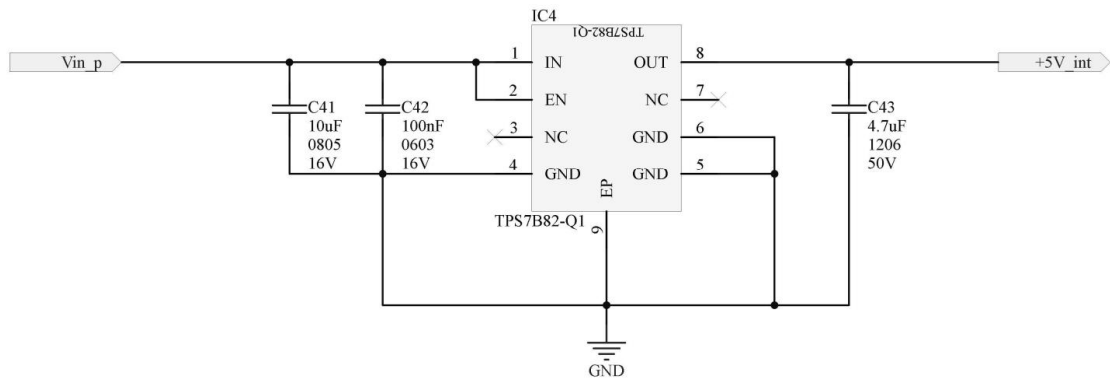 IC4
TPS7B82-Q1
Vin_p
1 IN OUT 8
+5V_int
2 EN NC 7
C41
10uF
0805
16V
C42
100nF
0603
16V
3 NC GND 6
C43
4.7uF
1206
50V
4 GND GND 5
EP
TPS7B82-Q1
9
GND